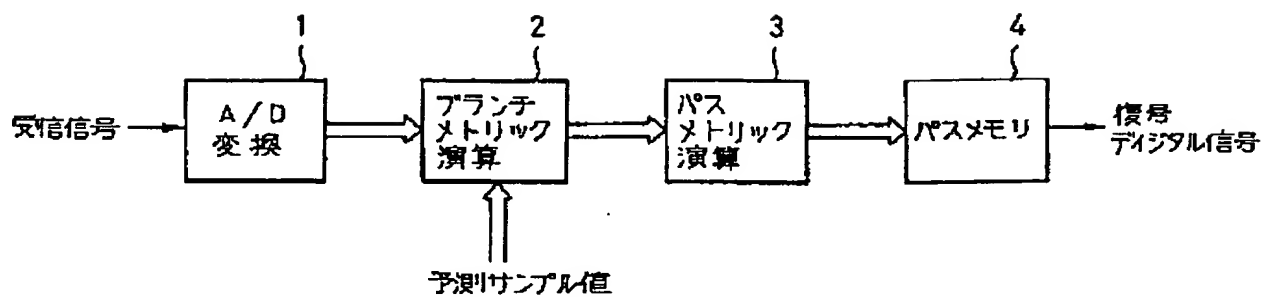 1
2
3
4
受信信号
A/D
変換
ブランチ
メトリック
演算
パス
メトリック
演算
パスメモリ
復号
ディジタル信号
予測サンプル値